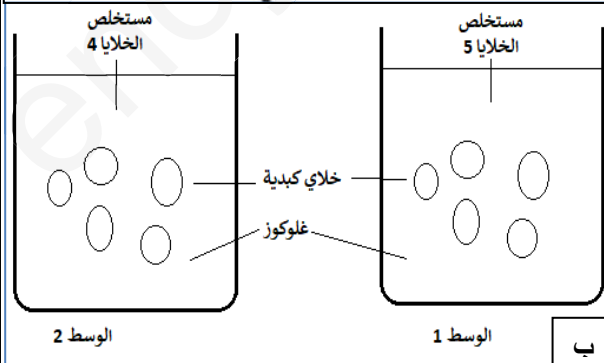 مستخلص
الخلايا 5
مستخلص
الخلايا 4
خلاي كبدية
غلوكوز
الوسط 1
الوسط 2
ب